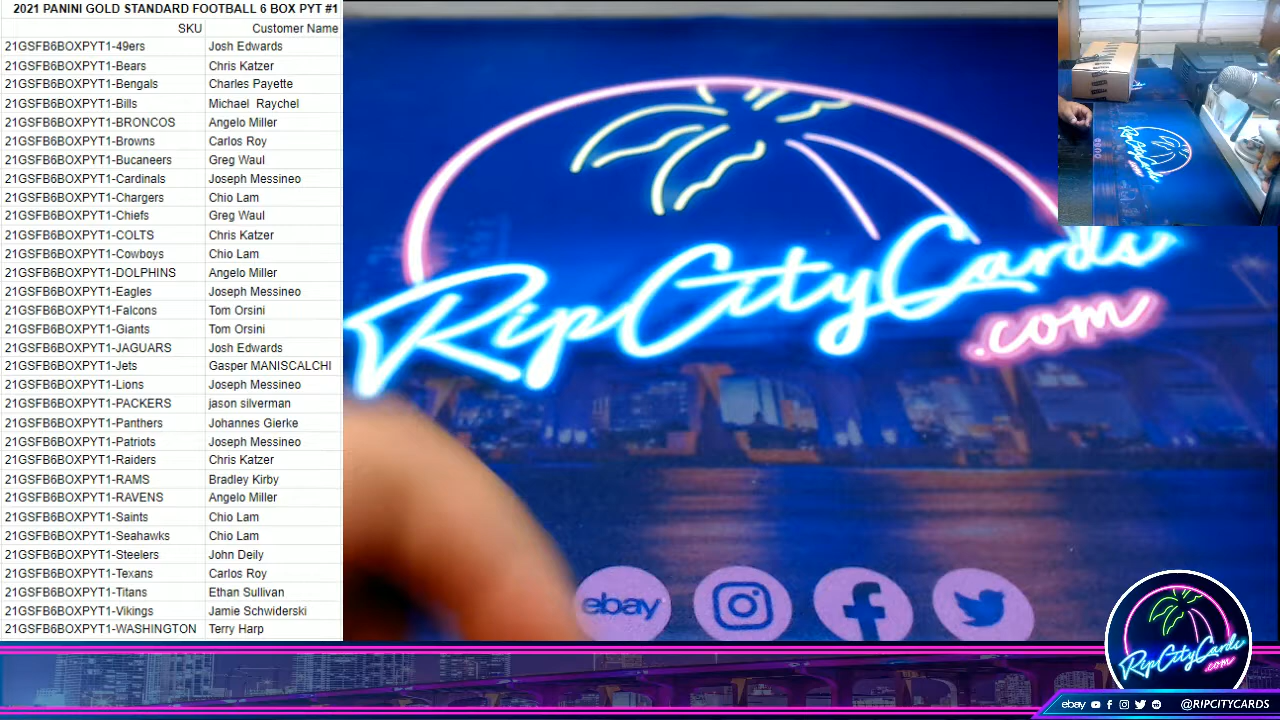 2021 PANINI GOLD STANDARD FOOTBALL 6 BOX PYT #1
SKU Customer Name
21GSFB6BOXPYT1-49ers Josh Edwards
21GSFB6BOXPYT1-Bears Chris Katzer
21GSFB6BOXPYT1-Bengals Charles Payette
21GSFB6BOXPYT1-Bills Michael Raychel
21GSFB6BOXPYT1-BRONCOS Angelo Miller
21GSFB6BOXPYT1-Browns Carlos Roy
21GSFB6BOXPYT1-Bucaneers Greg Waul
21GSFB6BOXPYT1-Cardinals Joseph Messineo
21GSFB6BOXPYT1-Chargers Chio Lam
21GSFB6BOXPYT1-Chiefs Greg Waul
21GSFB6BOXPYT1-COLTS Chris Katzer
21GSFB6BOXPYT1-Cowboys Chio Lam
21GSFB6BOXPYT1-DOLPHINS Angelo Miller
21GSFB6BOXPYT1-Eagles Joseph Messineo
21GSFB6BOXPYT1-Falcons Tom Orsini
21GSFB6BOXPYT1-Giants Tom Orsini
21GSFB6BOXPYT1-JAGUARS Josh Edwards
21GSFB6BOXPYT1-Jets Gasper MANISCALCHI
21GSFB6BOXPYT1-Lions Joseph Messineo
21GSFB6BOXPYT1-PACKERS jason silverman
21GSFB6BOXPYT1-Panthers Johannes Gierke
21GSFB6BOXPYT1-Patriots Joseph Messineo
21GSFB6BOXPYT1-Raiders Chris Katzer
21GSFB6BOXPYT1-RAMS Bradley Kirby
21GSFB6BOXPYT1-RAVENS Angelo Miller
21GSFB6BOXPYT1-Saints Chio Lam
21GSFB6BOXPYT1-Seahawks Chio Lam
21GSFB6BOXPYT1-Steelers John Deily
21GSFB6BOXPYT1-Texans Carlos Roy
21GSFB6BOXPYT1-Titans Ethan Sullivan
21GSFB6BOXPYT1-Vikings Jamie Schwiderski
21GSFB6BOXPYT1-WASHINGTON Terry Harp
RipCityCards
.com
ebay
RipCityCards
.com
RipCityCards
.com
ebay @RIPCITYCARDS